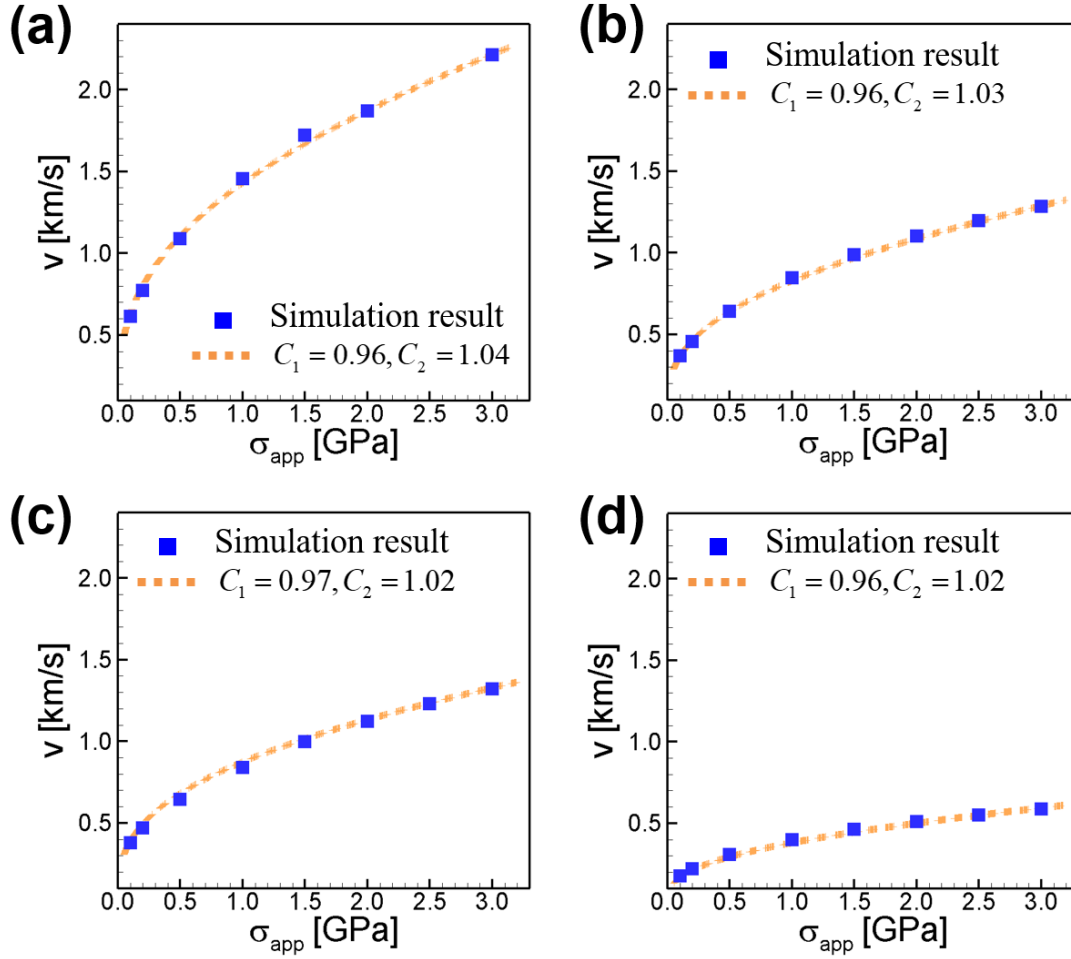 (a)
2.0
1.5
1.0
0.5
v [km/s]
Simulation result
C₁ = 0.96, C₂ = 1.04
0.0 0.5 1.0 1.5 2.0 2.5 3.0
σapp [GPa]
(b)
Simulation result
C₁ = 0.96, C₂ = 1.03
2.0
1.5
1.0
0.5
v [km/s]
0.0 0.5 1.0 1.5 2.0 2.5 3.0
σapp [GPa]
(c)
Simulation result
C₁ = 0.97, C₂ = 1.02
2.0
1.5
1.0
0.5
v [km/s]
0.0 0.5 1.0 1.5 2.0 2.5 3.0
σapp [GPa]
(d)
Simulation result
C₁ = 0.96, C₂ = 1.02
2.0
1.5
1.0
0.5
v [km/s]
0.0 0.5 1.0 1.5 2.0 2.5 3.0
σapp [GPa]